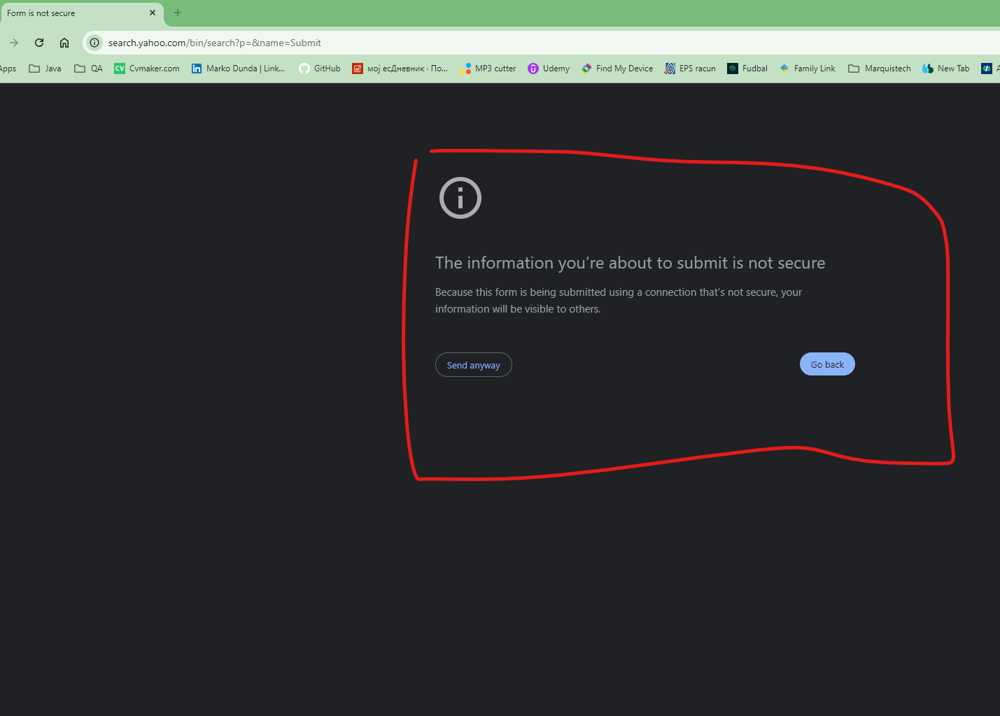 Form is not secure
search.yahoo.com/bin/search?p=&name=Submit
Apps Java QA Cvmaker.com Marko Dunda | Link... GitHub мој есДневник · По... MP3 cutter Udemy Find My Device EPS racun Fudbal Family Link Marquistech New Tab
The information you’re about to submit is not secure
Because this form is being submitted using a connection that’s not secure, your
information will be visible to others.
Send anyway Go back